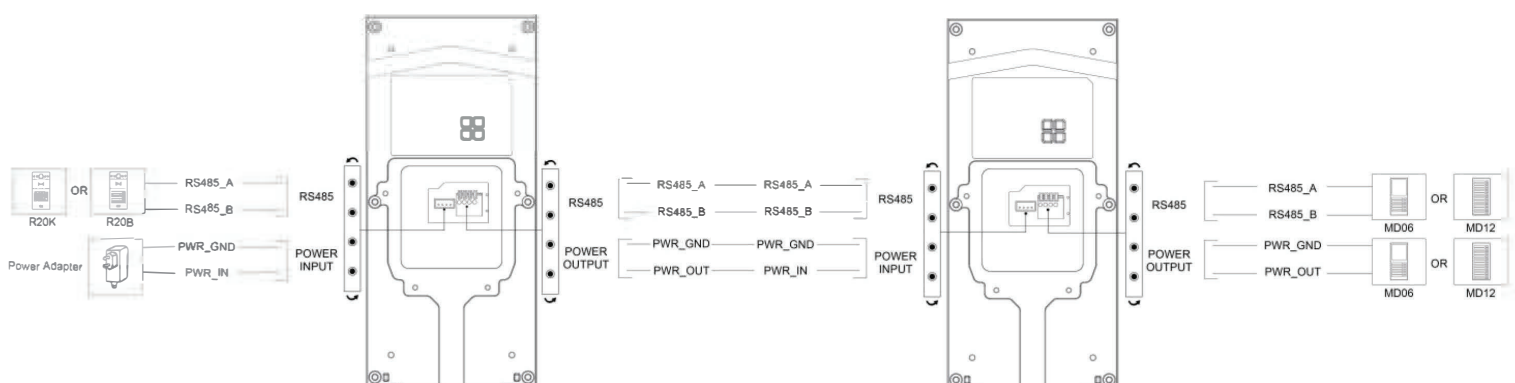 R20K
OR
R20B
RS485_A
RS485_B
RS485
Power Adapter
PWR_GND
PWR_IN
POWER
INPUT
RS485
POWER
OUTPUT
RS485_A
RS485_A
RS485_B
RS485_B
PWR_GND
PWR_GND
PWR_OUT
PWR_IN
RS485
POWER
INPUT
RS485
POWER
OUTPUT
RS485_A
RS485_B
MD06
OR
MD12
PWR_GND
PWR_OUT
MD06
OR
MD12